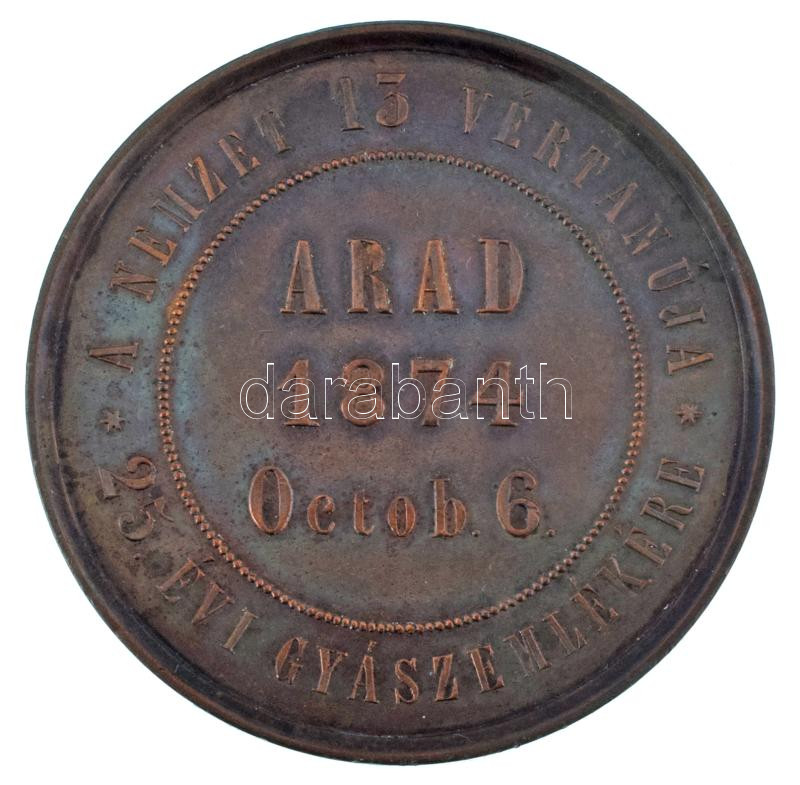 * A NEMZET 13 VÉRTANÚJA *
25. ÉVI GYÁSZEMLÉKÉRE
ARAD
1874
Octob. 6.
darabanth